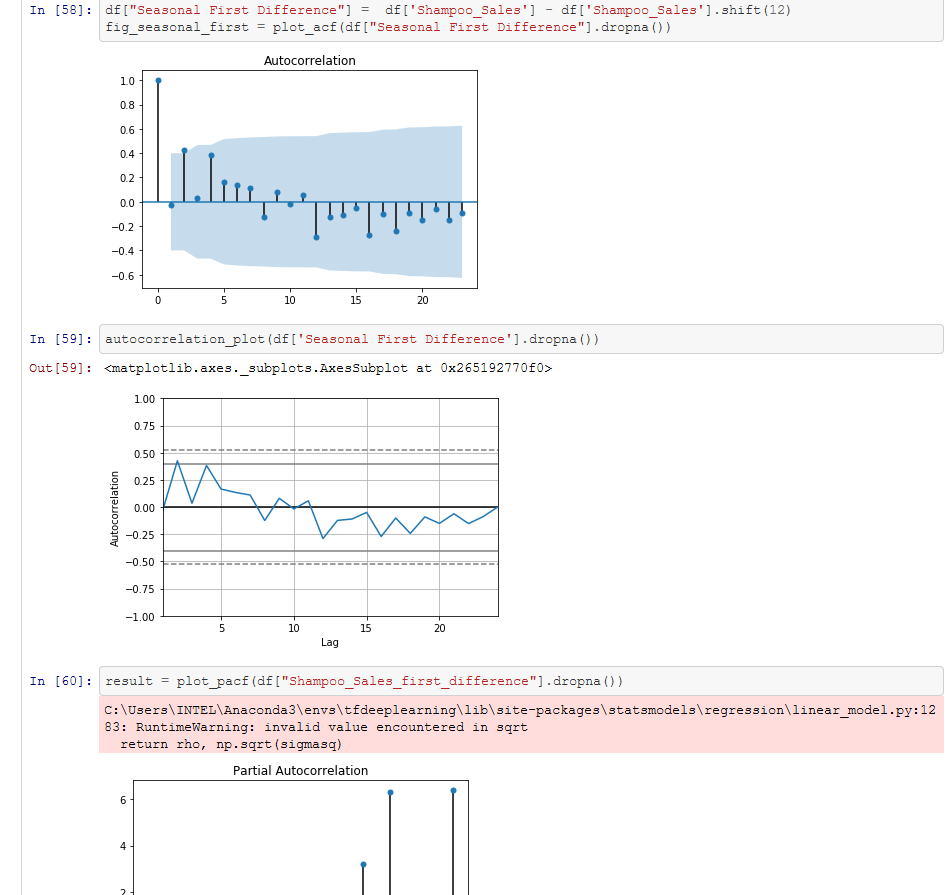 In [58]: df["Seasonal First Difference"] = df['Shampoo_Sales'] - df['Shampoo_Sales'].shift(12)
fig_seasonal_first = plot_acf(df["Seasonal First Difference"].dropna())
Autocorrelation
1.0
0.8
0.6
0.4
0.2
0.0
−0.2
−0.4
−0.6
0 5 10 15 20
In [59]: autocorrelation_plot(df['Seasonal First Difference'].dropna())
Out[59]: <matplotlib.axes._subplots.AxesSubplot at 0x265192770f0>
1.00
0.75
0.50
0.25
0.00
−0.25
−0.50
−0.75
−1.00
Autocorrelation
5 10 15 20
Lag
In [60]: result = plot_pacf(df["Shampoo_Sales_first_difference"].dropna())
C:\Users\INTEL\Anaconda3\envs\tfdeeplearning\lib\site-packages\statsmodels\regression\linear_model.py:12
83: RuntimeWarning: invalid value encountered in sqrt
return rho, np.sqrt(sigmasq)
Partial Autocorrelation
6
4
2